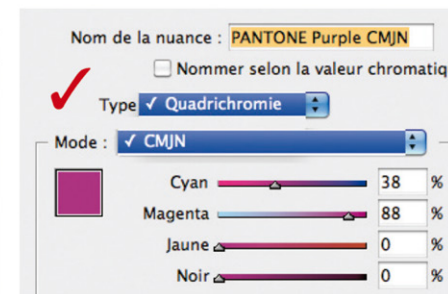 Nom de la nuance : PANTONE Purple CMJN
Nommer selon la valeur chromatiq
Type ✓ Quadrichromie
Mode : ✓ CMJN
Cyan 38 %
Magenta 88 %
Jaune 0 %
Noir 0 %